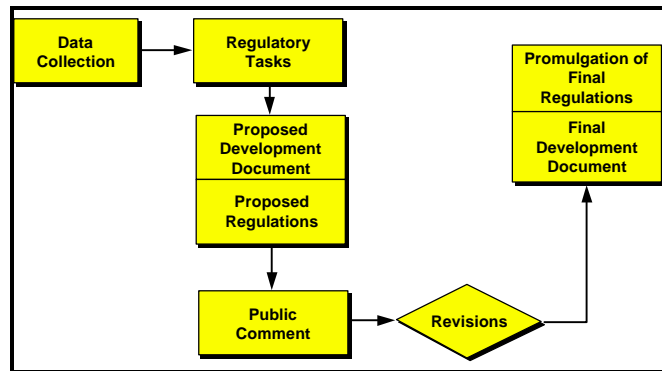 Data
Collection
Regulatory
Tasks
Proposed
Development
Document
Proposed
Regulations
Public
Comment
Revisions
Promulgation of
Final
Regulations
Final
Development
Document